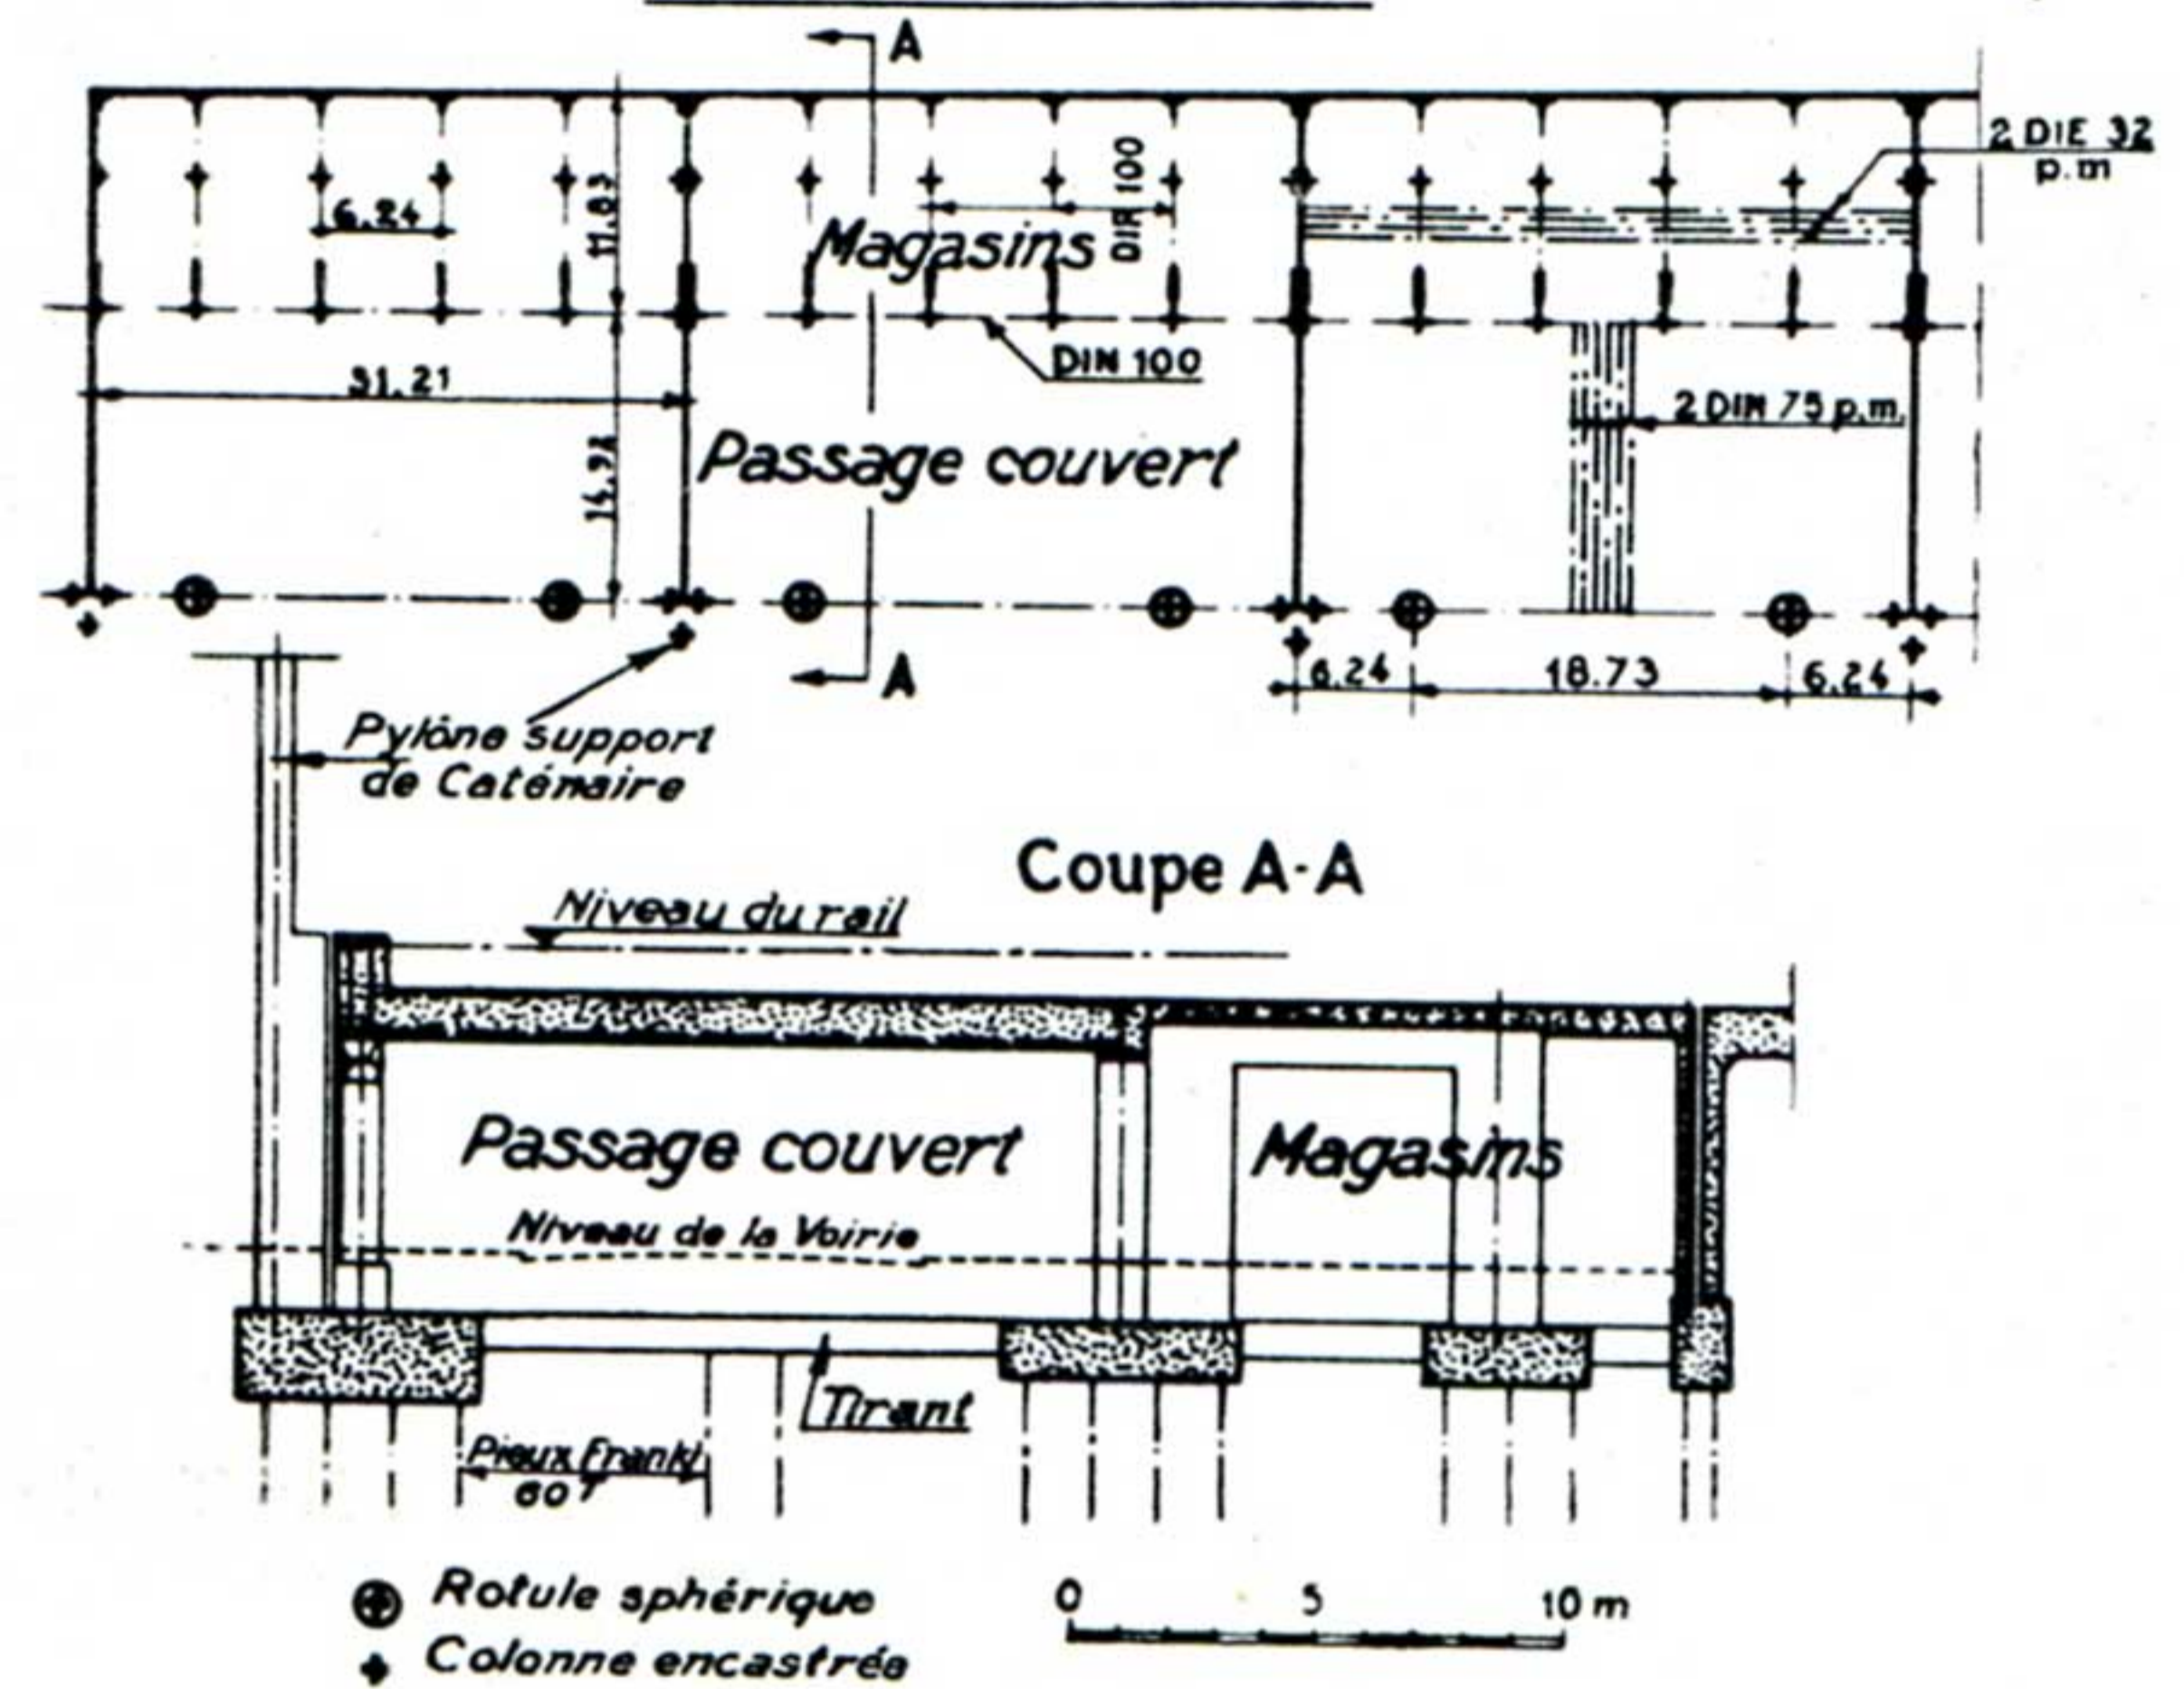 A
2 DIE 32
p.m
6.24
11.83
DIR 100
Magasins
DIN 100
31.21
2 DIN 75 p.m.
Passage couvert
14.92
A
6.24
18.73
6.24
Pylône support
de Caténaire
Coupe A-A
Niveau du rail
Passage couvert
Magasins
Niveau de la Voirie
Tirant
Pieux Franki
60 T
Rotule sphérique
Colonne encastrée
0 5 10 m